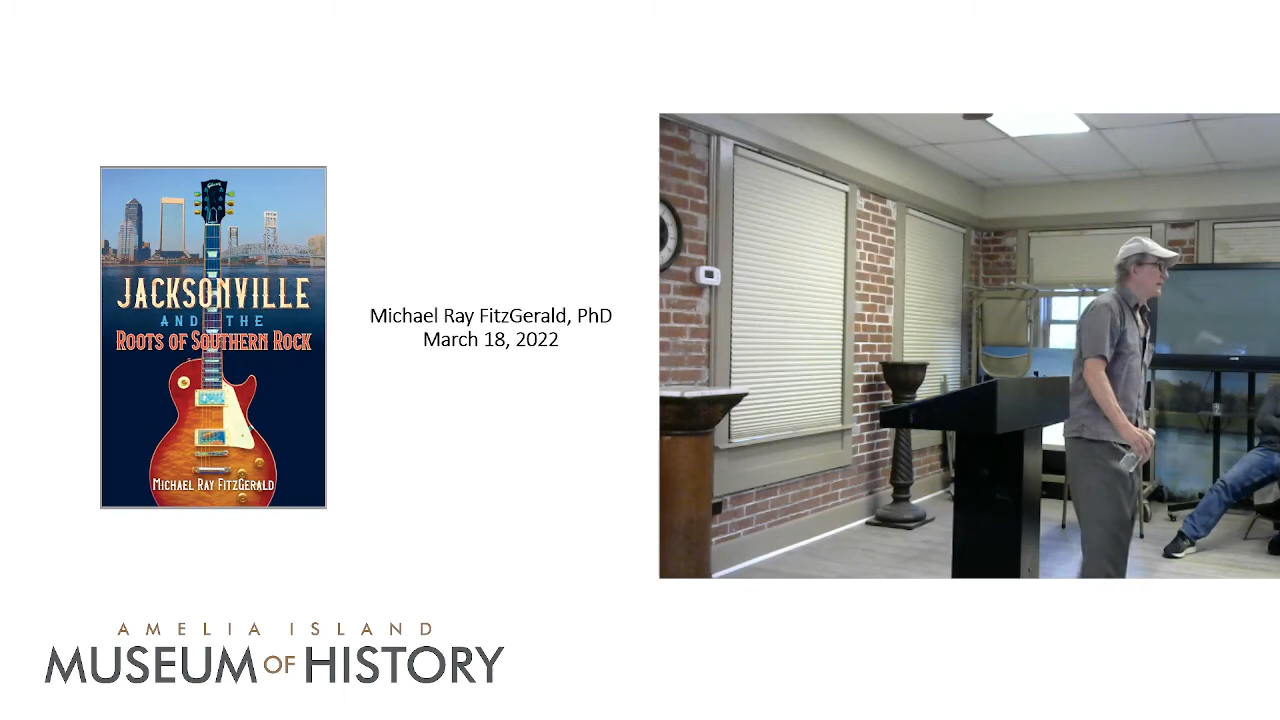 Gibson
JACKSONVILLE
AND THE
ROOTS OF SOUTHERN ROCK
MICHAEL RAY FITZGERALD
Michael Ray FitzGerald, PhD
March 18, 2022
AMELIA ISLAND
MUSEUM OF HISTORY